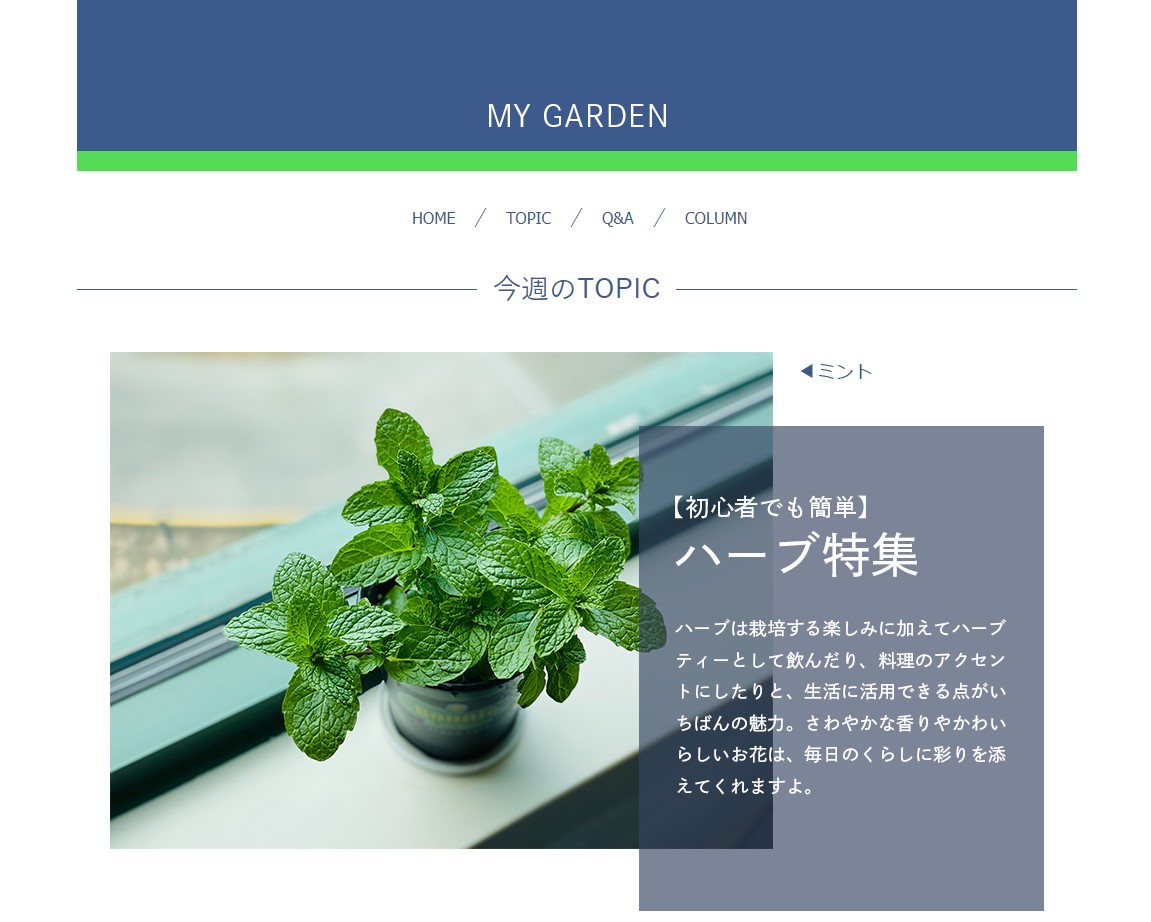 MY GARDEN
HOME ／ TOPIC ／ Q&A ／ COLUMN
今週のTOPIC
◀ミント
【初心者でも簡単】
ハーブ特集
ハーブは栽培する楽しみに加えてハーブ
ティーとして飲んだり、料理のアクセン
トにしたりと、生活に活用できる点がい
ちばんの魅力。さわやかな香りやかわい
らしいお花は、毎日のくらしに彩りを添
えてくれますよ。